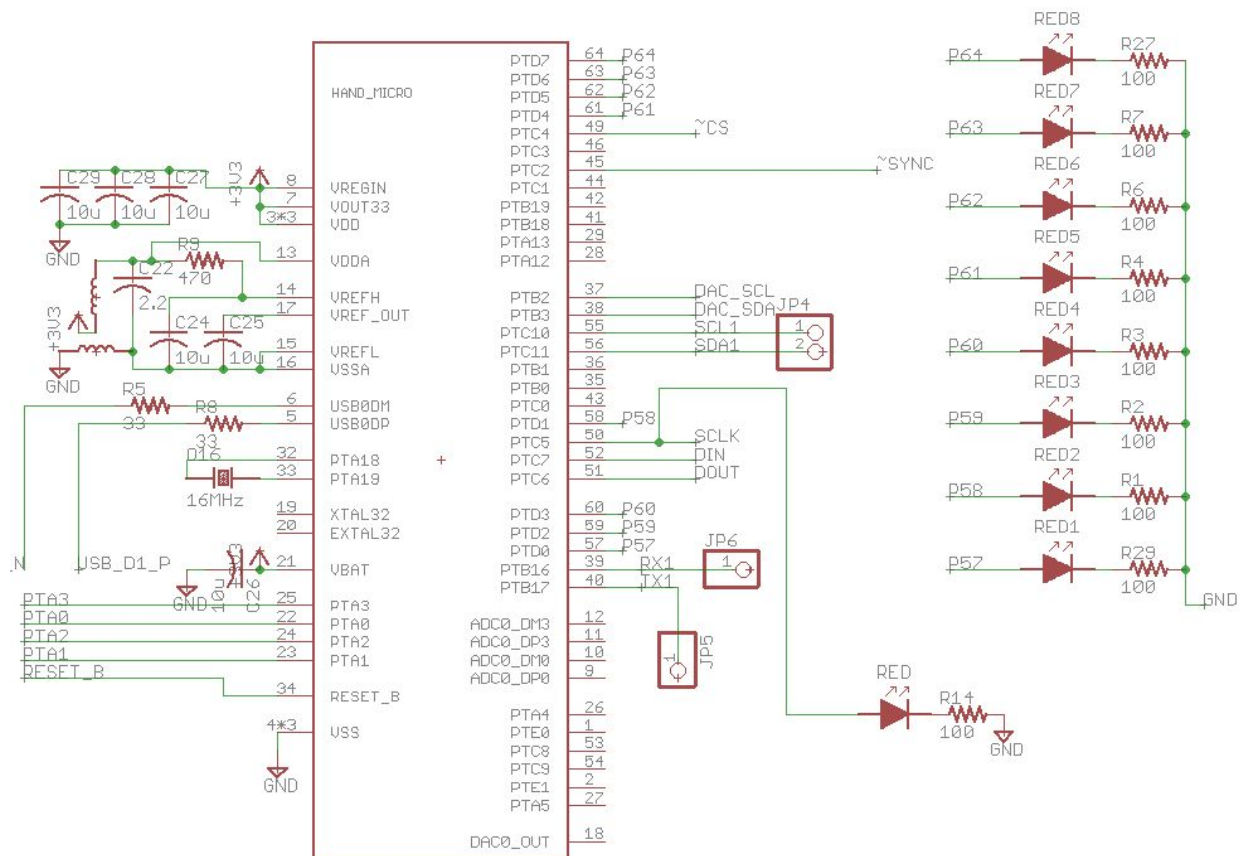 HAND_MICRO
C29 C28 C27
10u 10u 10u
+3V3
GND
8 VREGIN
7 VOUT33
3*3 VDD
13 VDDA
14 VREFH
17 VREF_OUT
15 VREFL
16 VSSA
6 USB0DM
5 USB0DP
32 PTA18
33 PTA19
19 XTAL32
20 EXTAL32
21 VBAT
25 PTA3
22 PTA0
24 PTA2
23 PTA1
34 RESET_B
4*3 VSS
R9
470
C22
2.2
C24 C25
10u 10u
+3V3
GND
R5
33
R8
33
16MHz
USB_D1_P
GND
10u
C26
PTA3
PTA0
PTA2
PTA1
RESET_B
GND
PTD7 64 P64
PTD6 63 P63
PTD5 62 P62
PTD4 61 P61
PTC4 49 ~CS
PTC3 46
PTC2 45 ~SYNC
PTC1 44
PTB19 42
PTB18 41
PTA13 29
PTA12 28
PTB2 37 DAC_SCL
PTB3 38 DAC_SDA
PTC10 55 SCL1
PTC11 56 SDA1
JP4
1
2
PTB1 36
PTB0 35
PTC0 43
PTD1 58 P58
PTC5 50 SCLK
PTC7 52 DIN
PTC6 51 DOUT
PTD3 60 P60
PTD2 59 P59
PTD0 57 P57
PTB16 39 RX1
PTB17 40 TX1
JP6
1
JP5
1
ADC0_DM3 12
ADC0_DP3 11
ADC0_DM0 10
ADC0_DP0 9
PTA4 26
PTE0 1
PTC8 53
PTC9 54
PTE1 2
PTA5 27
DAC0_OUT 18
RED8
P64 R27
100
RED7
P63 R7
100
RED6
P62 R6
100
RED5
P61 R4
100
RED4
P60 R3
100
RED3
P59 R2
100
RED2
P58 R1
100
RED1
P57 R29
100
GND
RED
R14
100
GND